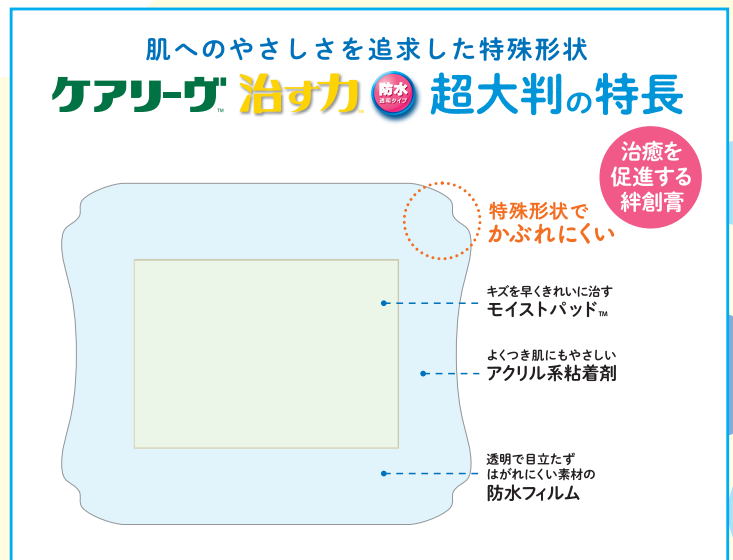 肌へのやさしさを追求した特殊形状
ケアリーヴ™ 治す力™ 防水 透明タイプ 超大判の特長
治癒を
促進する
絆創膏
特殊形状で
かぶれにくい
キズを早くきれいに治す
モイストパッド™
よくつき肌にもやさしい
アクリル系粘着剤
透明で目立たず
はがれにくい素材の
防水フィルム